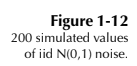 Figure 1-12
200 simulated values
of iid N(0,1) noise.